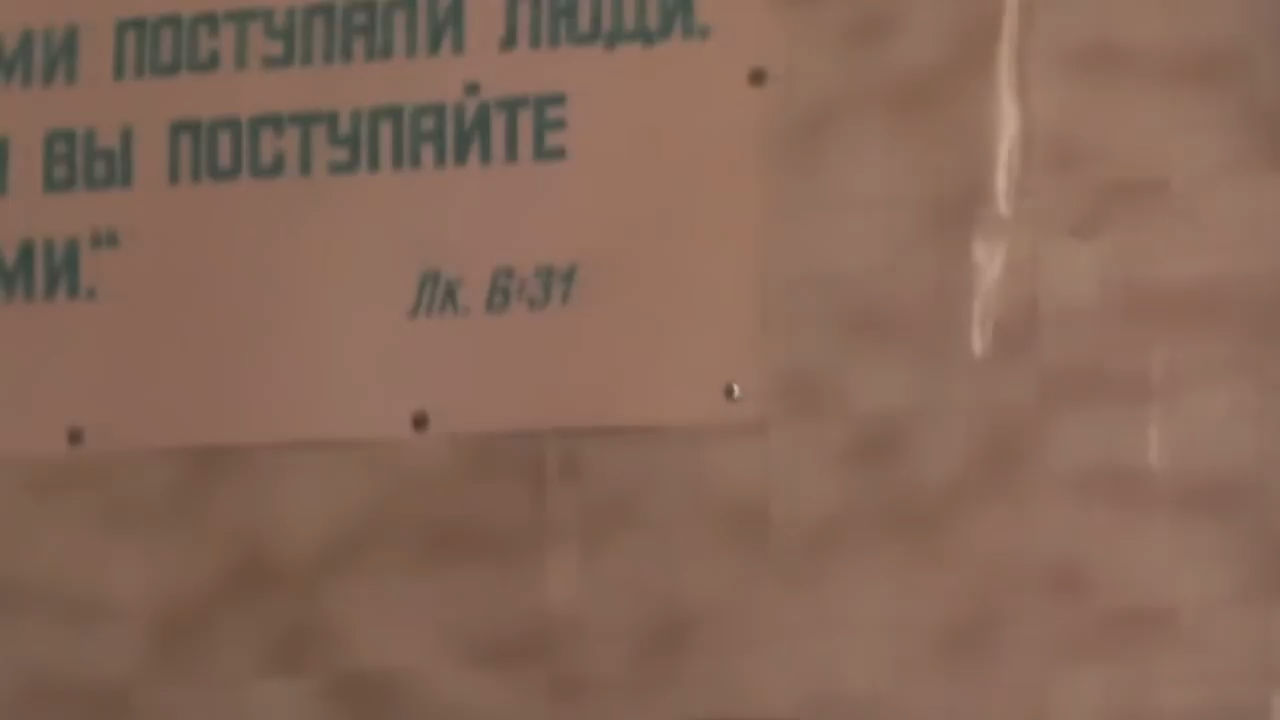 ми поступали люди.
вы поступайте
ми.“
Лк. 6:31